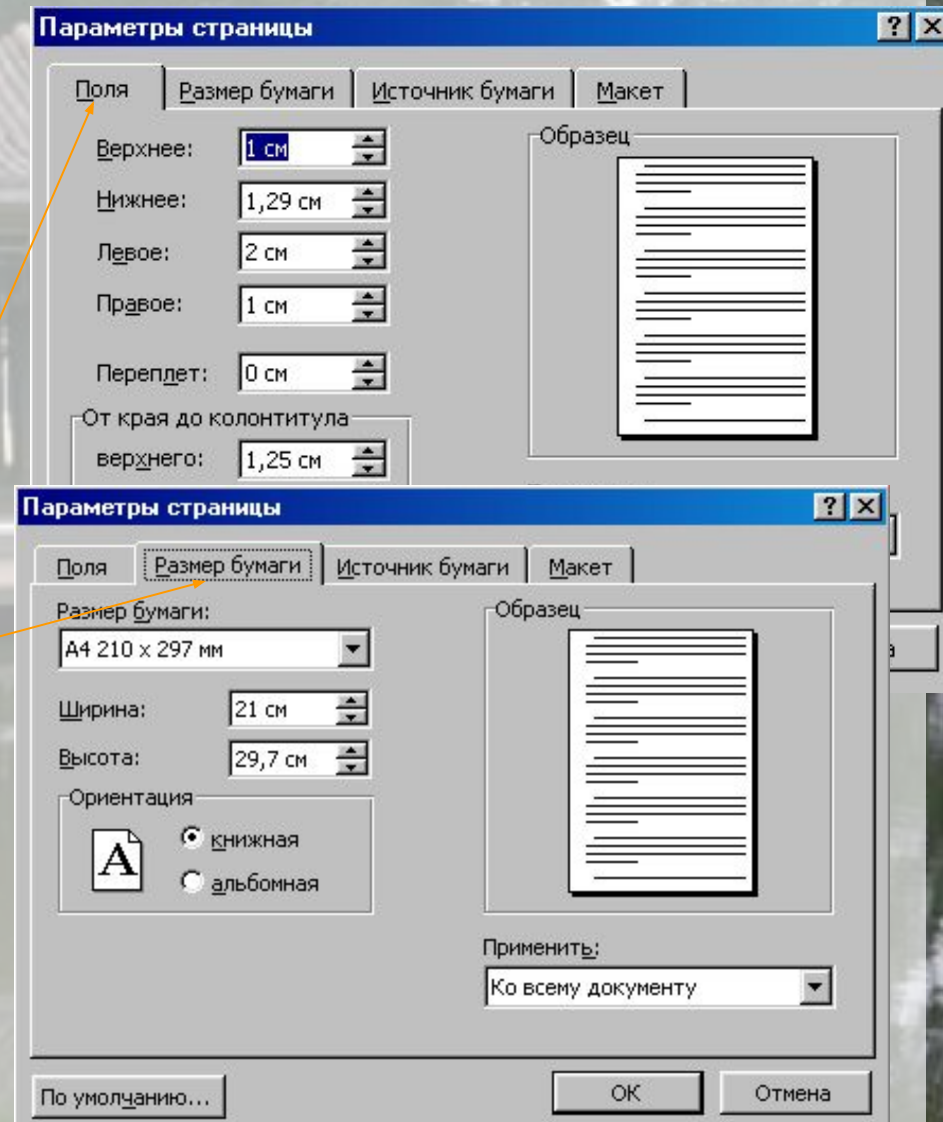 Параметры страницы
Поля Размер бумаги Источник бумаги Макет
Верхнее: 1 см
Образец
Нижнее: 1,29 см
Левое: 2 см
Правое: 1 см
Переплет: 0 см
От края до колонтитула
верхнего: 1,25 см
Параметры страницы
Поля Размер бумаги Источник бумаги Макет
Размер бумаги:
Образец
A4 210 x 297 мм
Ширина: 21 см
Высота: 29,7 см
Ориентация
A
книжная
альбомная
Применить:
Ко всему документу
По умолчанию... ОК Отмена